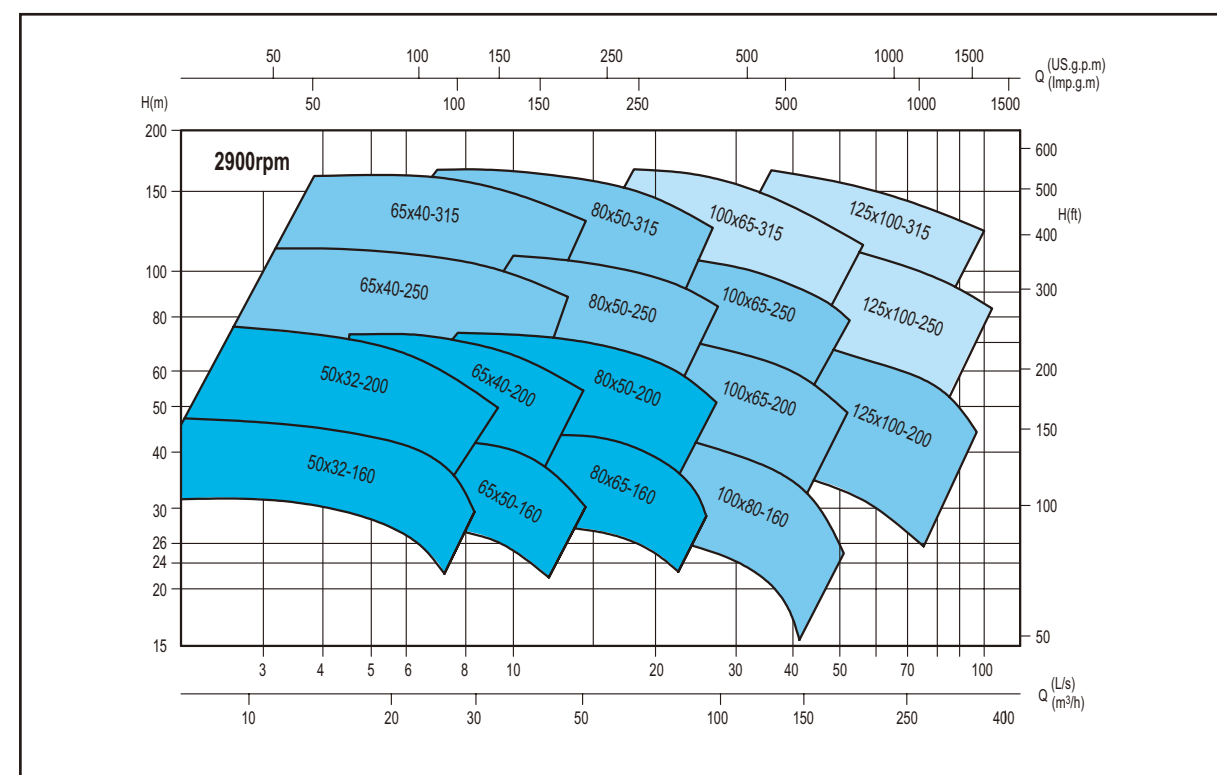 50 100 150 250 500 1000 1500
Q (US.g.p.m)
(Imp.g.m)
50 100 150 250 500 1000 1500
H(m)
200
150
100
80
60
50
40
30
26
24
20
15
2900rpm
65x40-315
80x50-315
100x65-315
125x100-315
65x40-250
80x50-250
100x65-250
125x100-250
50x32-200
65x40-200
80x50-200
100x65-200
125x100-200
50x32-160
65x50-160
80x65-160
100x80-160
600
500
H(ft)
400
300
200
150
100
50
3 4 5 6 8 10 20 30 40 50 70 100
Q (L/s)
(m³/h)
10 20 30 50 100 150 250 400